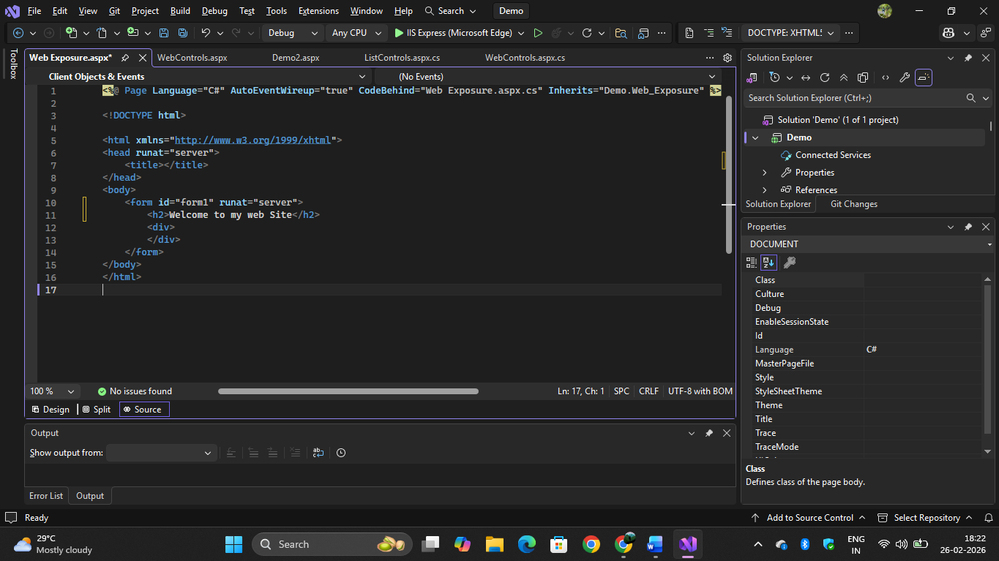 File Edit View Git Project Build Debug Test Tools Extensions Window Help Search Demo
Debug Any CPU IIS Express (Microsoft Edge) DOCTYPE: XHTML5
Toolbox
Web Exposure.aspx* WebControls.aspx Demo2.aspx ListControls.aspx.cs WebControls.aspx.cs
Client Objects & Events (No Events)
1 <%@ Page Language="C#" AutoEventWireup="true" CodeBehind="Web Exposure.aspx.cs" Inherits="Demo.Web_Exposure" %>
2
3 <!DOCTYPE html>
4
5 <html xmlns="http://www.w3.org/1999/xhtml">
6 <head runat="server">
7 <title></title>
8 </head>
9 <body>
10 <form id="form1" runat="server">
11 <h2>Welcome to my web Site</h2>
12 <div>
13 </div>
14 </form>
15 </body>
16 </html>
17
100 % No issues found Ln: 17, Ch: 1 SPC CRLF UTF-8 with BOM
Design Split Source
Output
Show output from:
Error List Output
Solution Explorer
Search Solution Explorer (Ctrl+;)
Solution 'Demo' (1 of 1 project)
Demo
Connected Services
Properties
References
Solution Explorer Git Changes
Properties
DOCUMENT
Class
Culture
Debug
EnableSessionState
Id
Language C#
MasterPageFile
Style
StyleSheetTheme
Theme
Title
Trace
TraceMode
Class
Defines class of the page body.
Ready Add to Source Control Select Repository
29°C
Mostly cloudy
Search
ENG
IN
18:22
26-02-2026